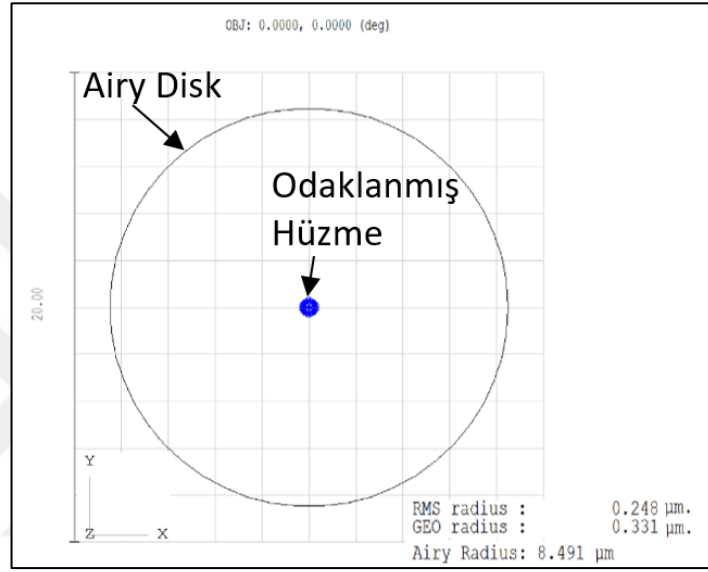 OBJ: 0.0000, 0.0000 (deg)
Airy Disk
Odaklanmış
Hüzme
20.00
Y
Z
X
RMS radius : 0.248 µm.
GEO radius : 0.331 µm.
Airy Radius: 8.491 µm